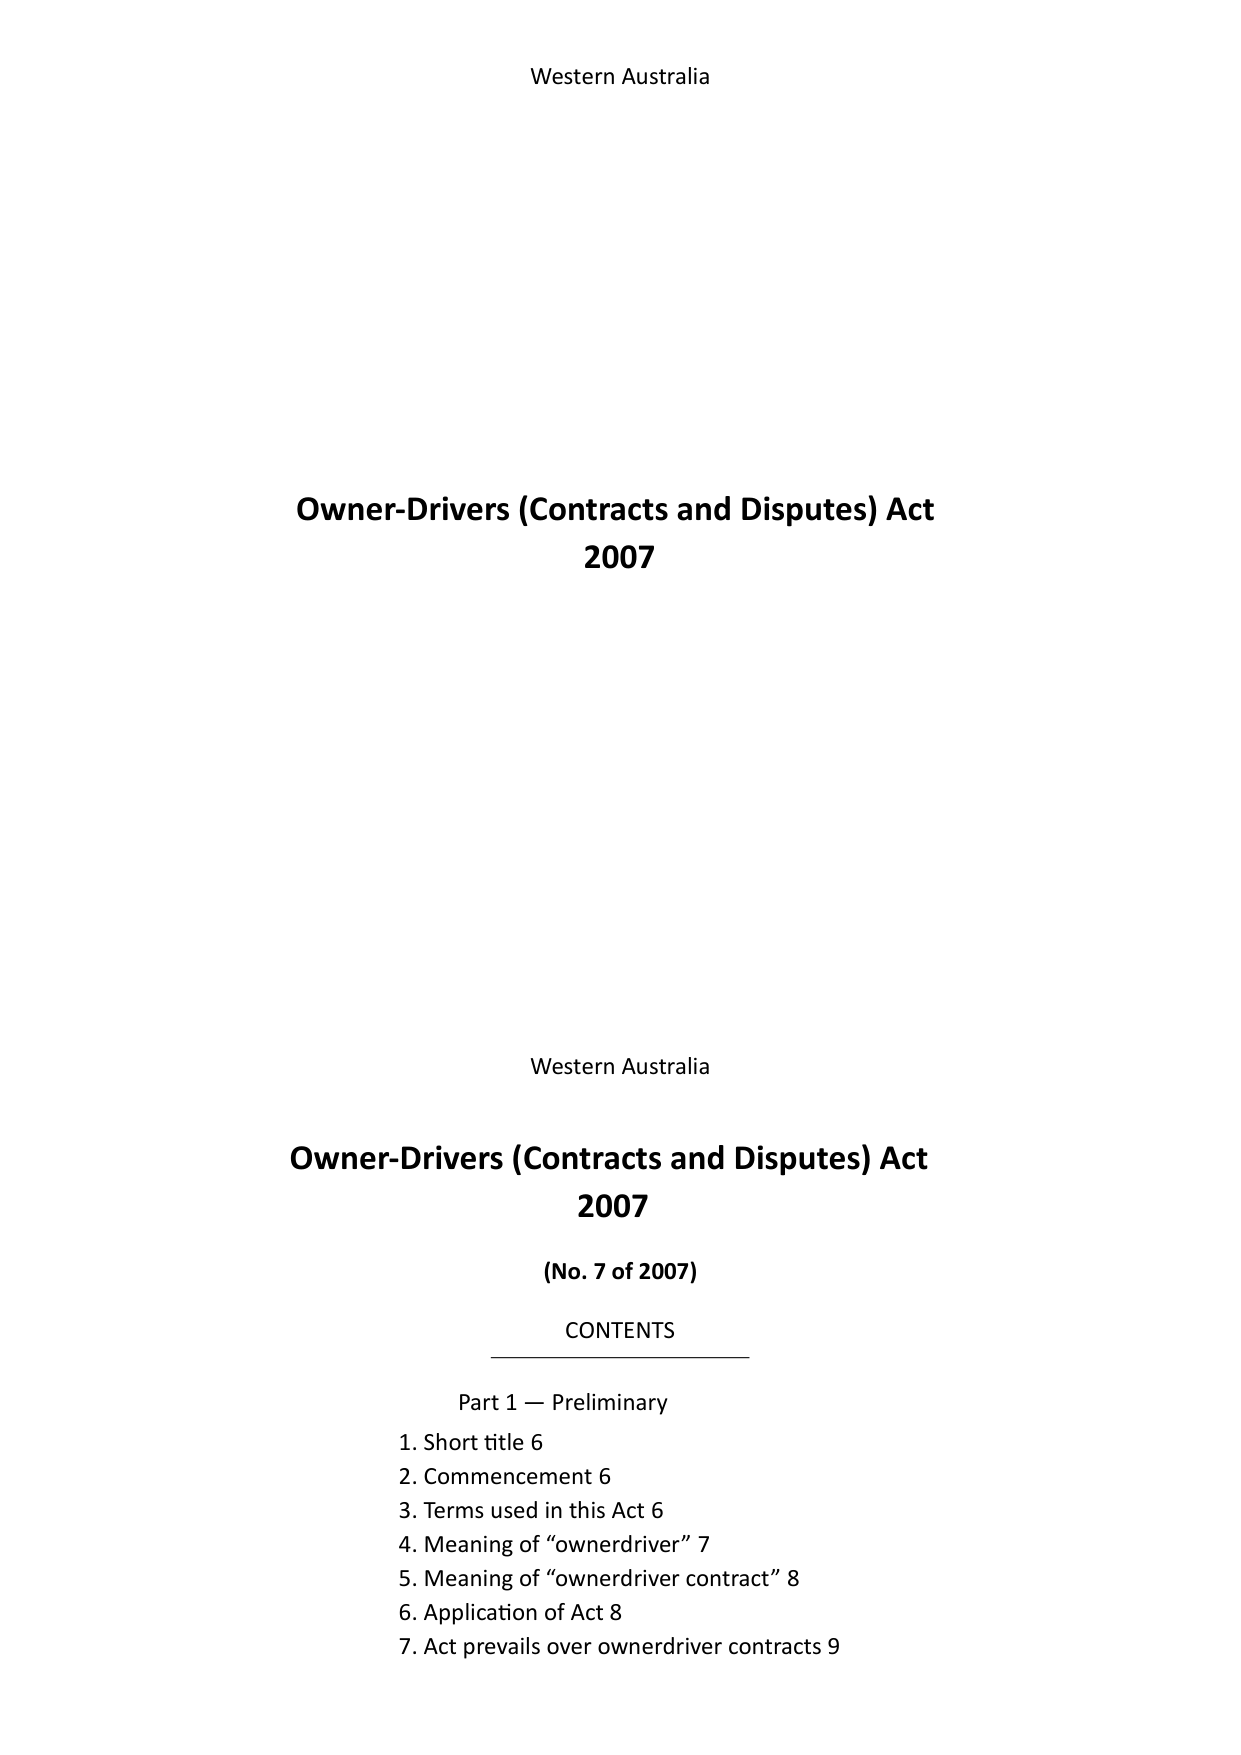 Western Australia
Owner-Drivers (Contracts and Disputes) Act
2007
Western Australia
Owner-Drivers (Contracts and Disputes) Act
2007
(No. 7 of 2007)
CONTENTS
Part 1 — Preliminary
1. Short title 6
2. Commencement 6
3. Terms used in this Act 6
4. Meaning of “ownerdriver” 7
5. Meaning of “ownerdriver contract” 8
6. Application of Act 8
7. Act prevails over ownerdriver contracts 9